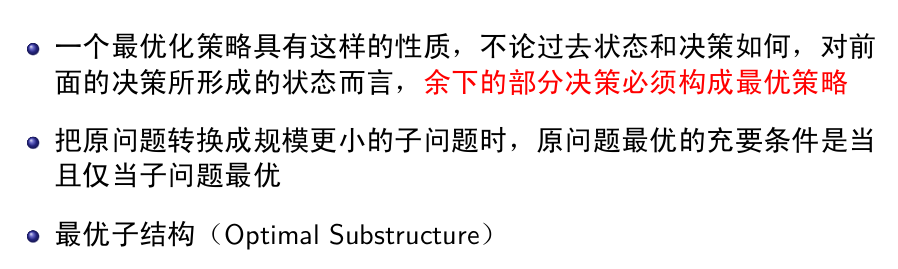 一个最优化策略具有这样的性质，不论过去状态和决策如何，对前
面的决策所形成的状态而言，余下的部分决策必须构成最优策略
把原问题转换成规模更小的子问题时，原问题最优的充要条件是当
且仅当子问题最优
最优子结构（Optimal Substructure）